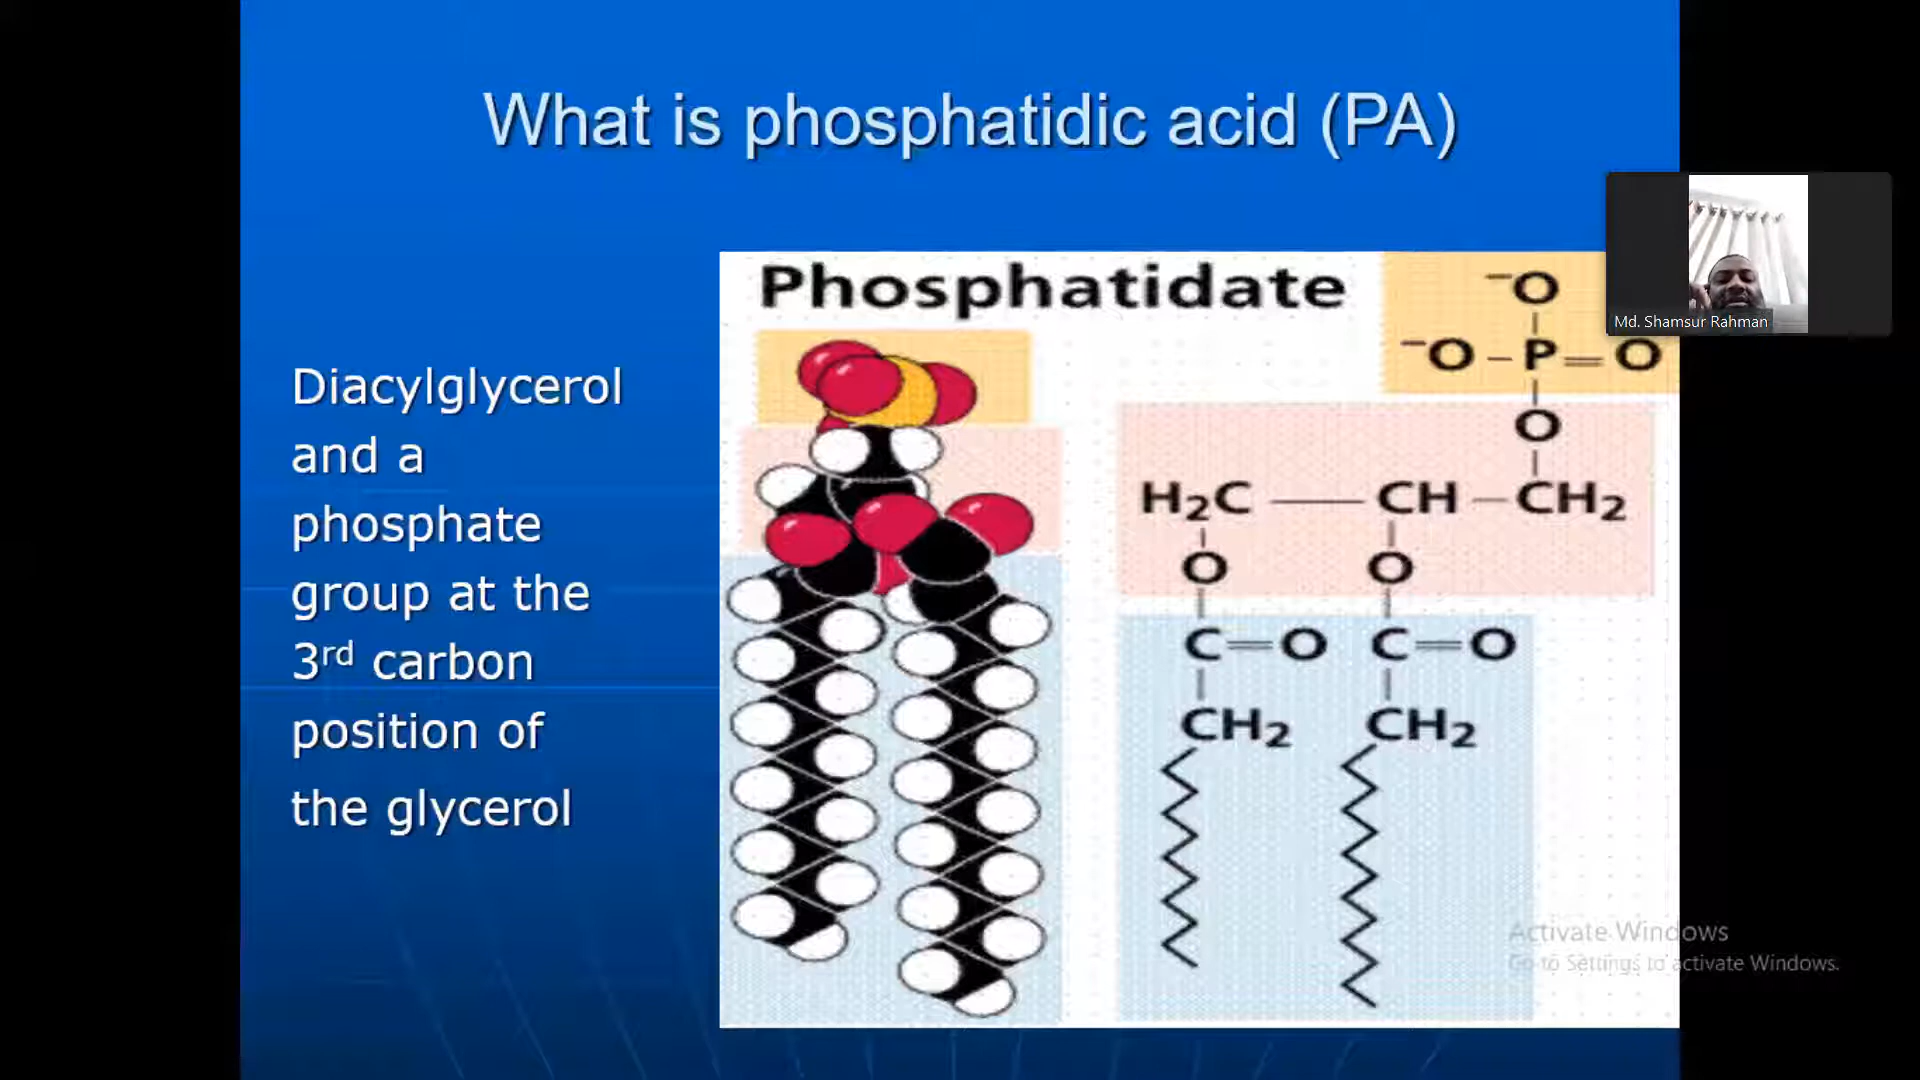 What is phosphatidic acid (PA)
Diacylglycerol
and a
phosphate
group at the
3rd carbon
position of
the glycerol
Phosphatidate
⁻O
⁻O–P=O
O
H₂C — CH – CH₂
O O
C=O C=O
CH₂ CH₂
Md. Shamsur Rahman
Activate Windows
Go to Settings to activate Windows.